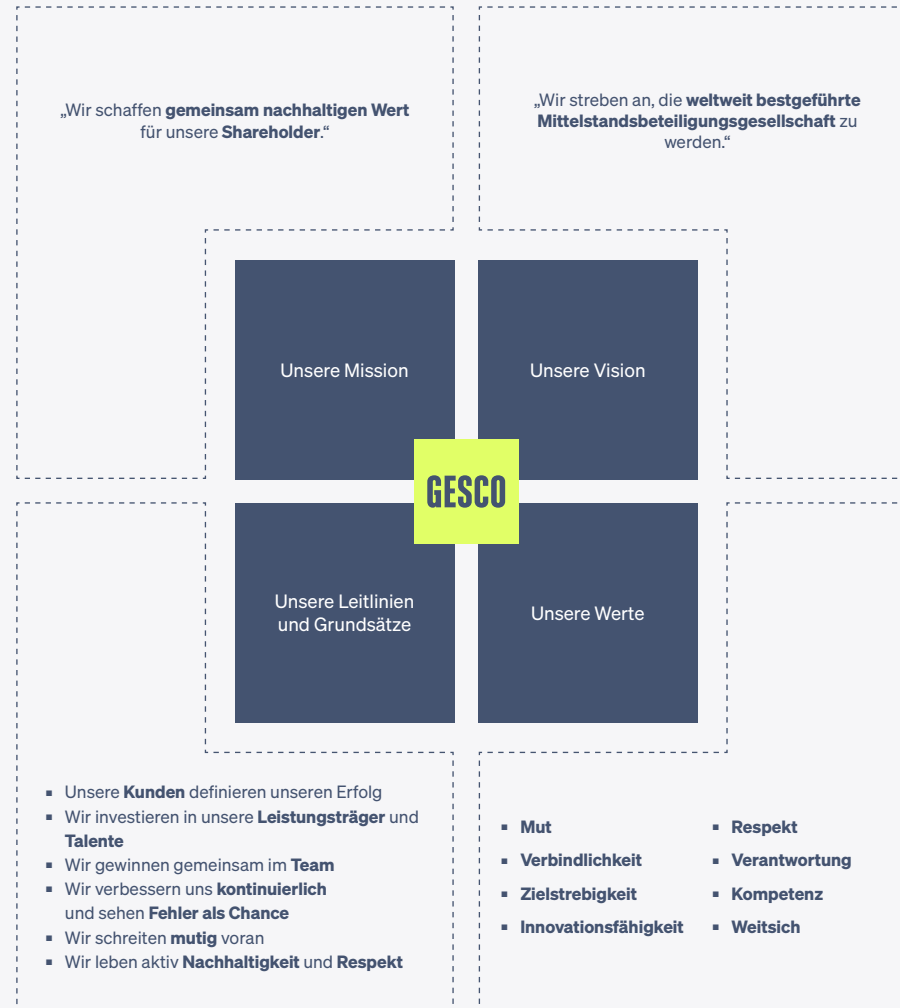 „Wir schaffen gemeinsam nachhaltigen Wert
für unsere Shareholder.“
„Wir streben an, die weltweit bestgeführte
Mittelstandsbeteiligungsgesellschaft zu
werden.“
Unsere Mission
Unsere Vision
GESCO
Unsere Leitlinien
und Grundsätze
Unsere Werte
▪ Unsere Kunden definieren unseren Erfolg
▪ Wir investieren in unsere Leistungsträger und
Talente
▪ Wir gewinnen gemeinsam im Team
▪ Wir verbessern uns kontinuierlich
und sehen Fehler als Chance
▪ Wir schreiten mutig voran
▪ Wir leben aktiv Nachhaltigkeit und Respekt
▪ Mut
▪ Verbindlichkeit
▪ Zielstrebigkeit
▪ Innovationsfähigkeit
▪ Respekt
▪ Verantwortung
▪ Kompetenz
▪ Weitsich